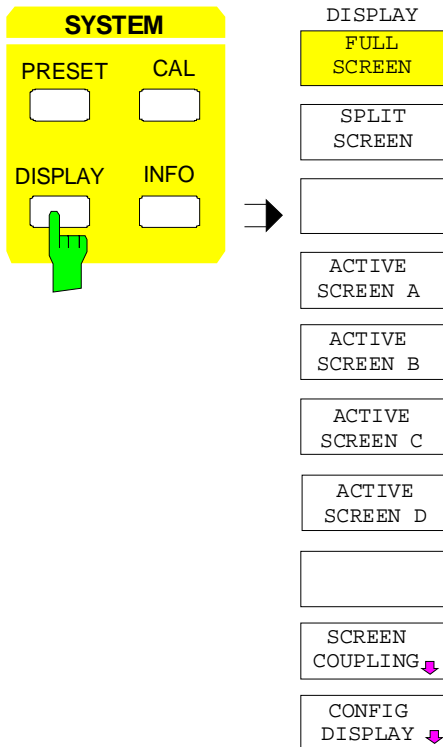 SYSTEM
PRESET CAL
DISPLAY INFO
DISPLAY
FULL
SCREEN
SPLIT
SCREEN
ACTIVE
SCREEN A
ACTIVE
SCREEN B
ACTIVE
SCREEN C
ACTIVE
SCREEN D
SCREEN
COUPLING
CONFIG
DISPLAY